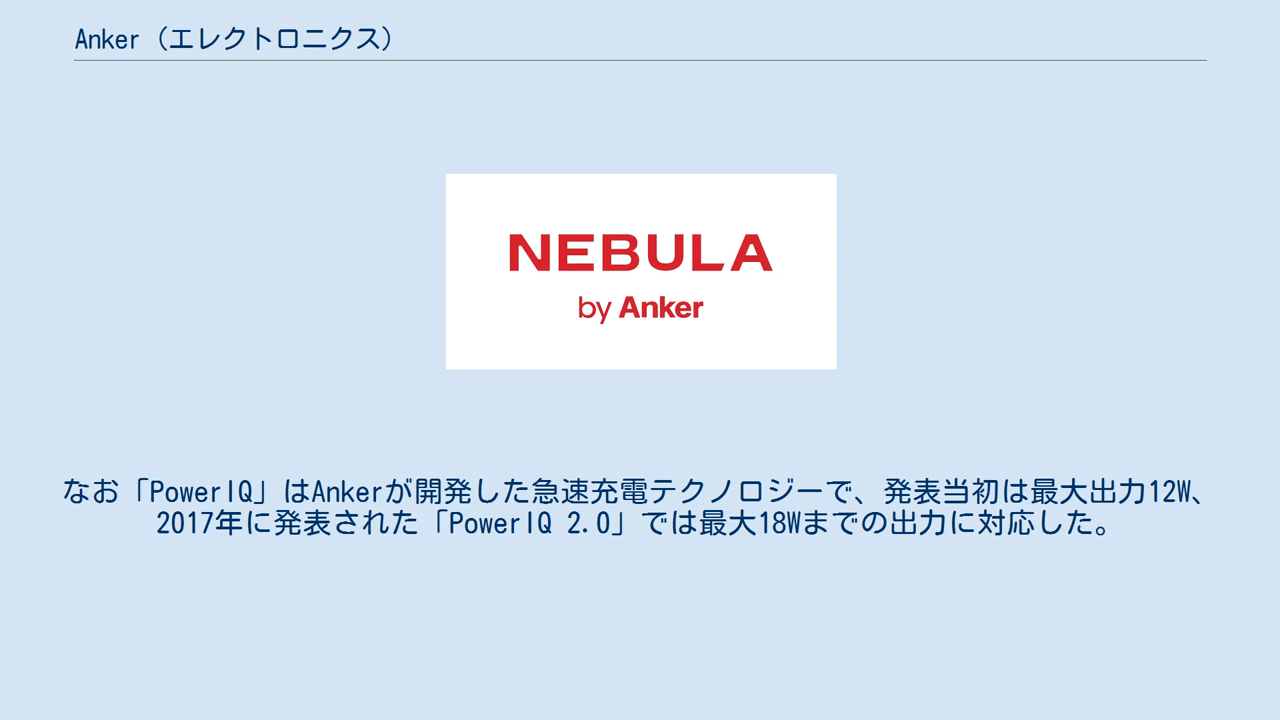 Anker（エレクトロニクス）
NEBULA
by Anker
なお「PowerIQ」はAnkerが開発した急速充電テクノロジーで、発表当初は最大出力12W、
2017年に発表された「PowerIQ 2.0」では最大18Wまでの出力に対応した。